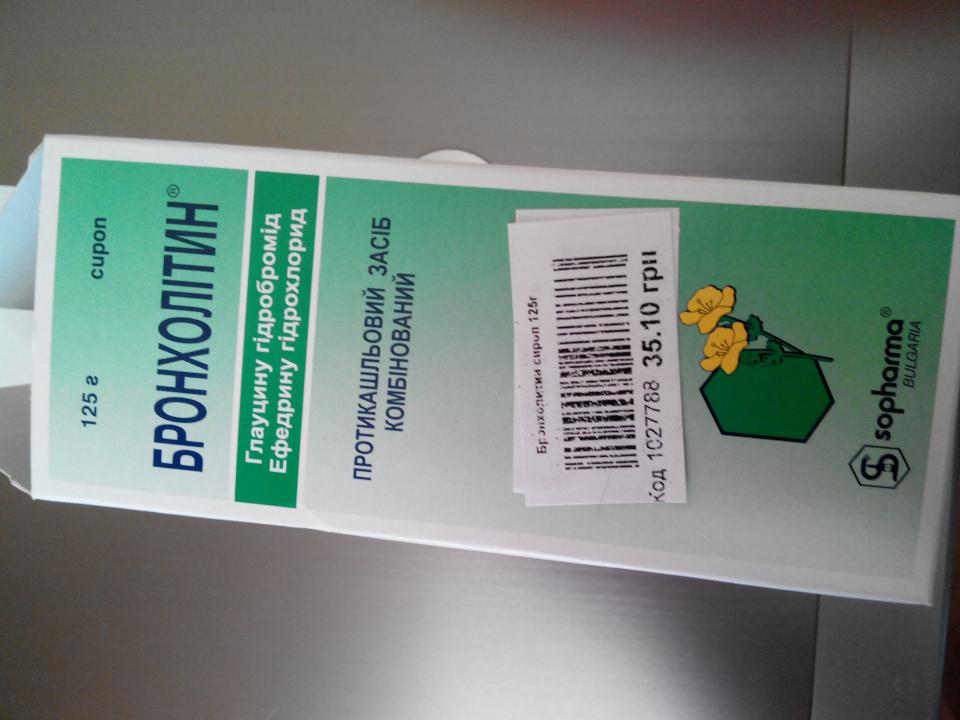 125 г сироп
БРОНХОЛІТИН®
Глауцину гідробромід
Ефедрину гідрохлорид
ПРОТИКАШЛЬОВИЙ ЗАСІБ
КОМБІНОВАНИЙ
Бронхолитин сироп 125г
Код 1027788 35.10 грн
sopharma®
BULGARIA